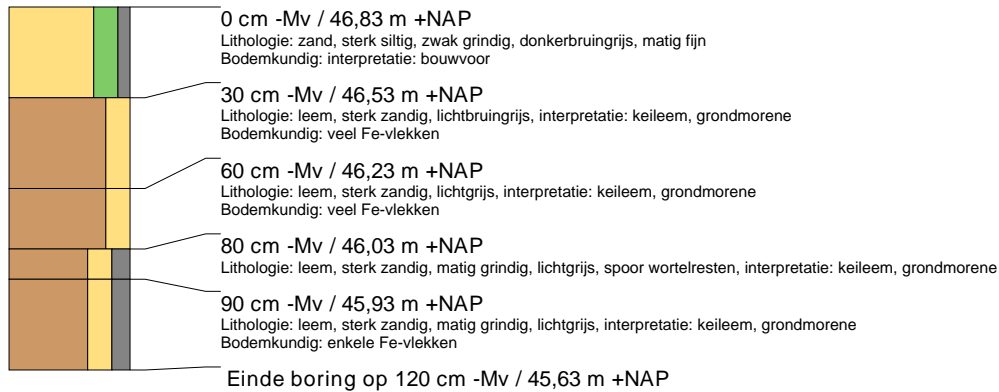 0 cm -Mv / 46,83 m +NAP
Lithologie: zand, sterk siltig, zwak grindig, donkerbruingrijs, matig fijn
Bodemkundig: interpretatie: bouwvoor
30 cm -Mv / 46,53 m +NAP
Lithologie: leem, sterk zandig, lichtbruingrijs, interpretatie: keileem, grondmorene
Bodemkundig: veel Fe-vlekken
60 cm -Mv / 46,23 m +NAP
Lithologie: leem, sterk zandig, lichtgrijs, interpretatie: keileem, grondmorene
Bodemkundig: veel Fe-vlekken
80 cm -Mv / 46,03 m +NAP
Lithologie: leem, sterk zandig, matig grindig, lichtgrijs, spoor wortelresten, interpretatie: keileem, grondmorene
90 cm -Mv / 45,93 m +NAP
Lithologie: leem, sterk zandig, matig grindig, lichtgrijs, interpretatie: keileem, grondmorene
Bodemkundig: enkele Fe-vlekken
Einde boring op 120 cm -Mv / 45,63 m +NAP